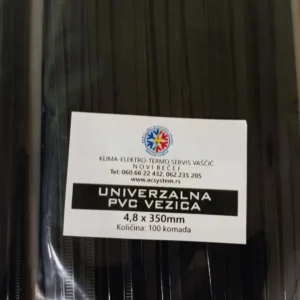 KLIMA-ELEKTRO-TERMO SERVIS VAŠČIĆ
NOVI BEČEJ
Tel: 060.66 22 432, 062.235 205
www.acsystem.rs
UNIVERZALNA
PVC VEZICA
4,8 x 350mm
Količina: 100 komada